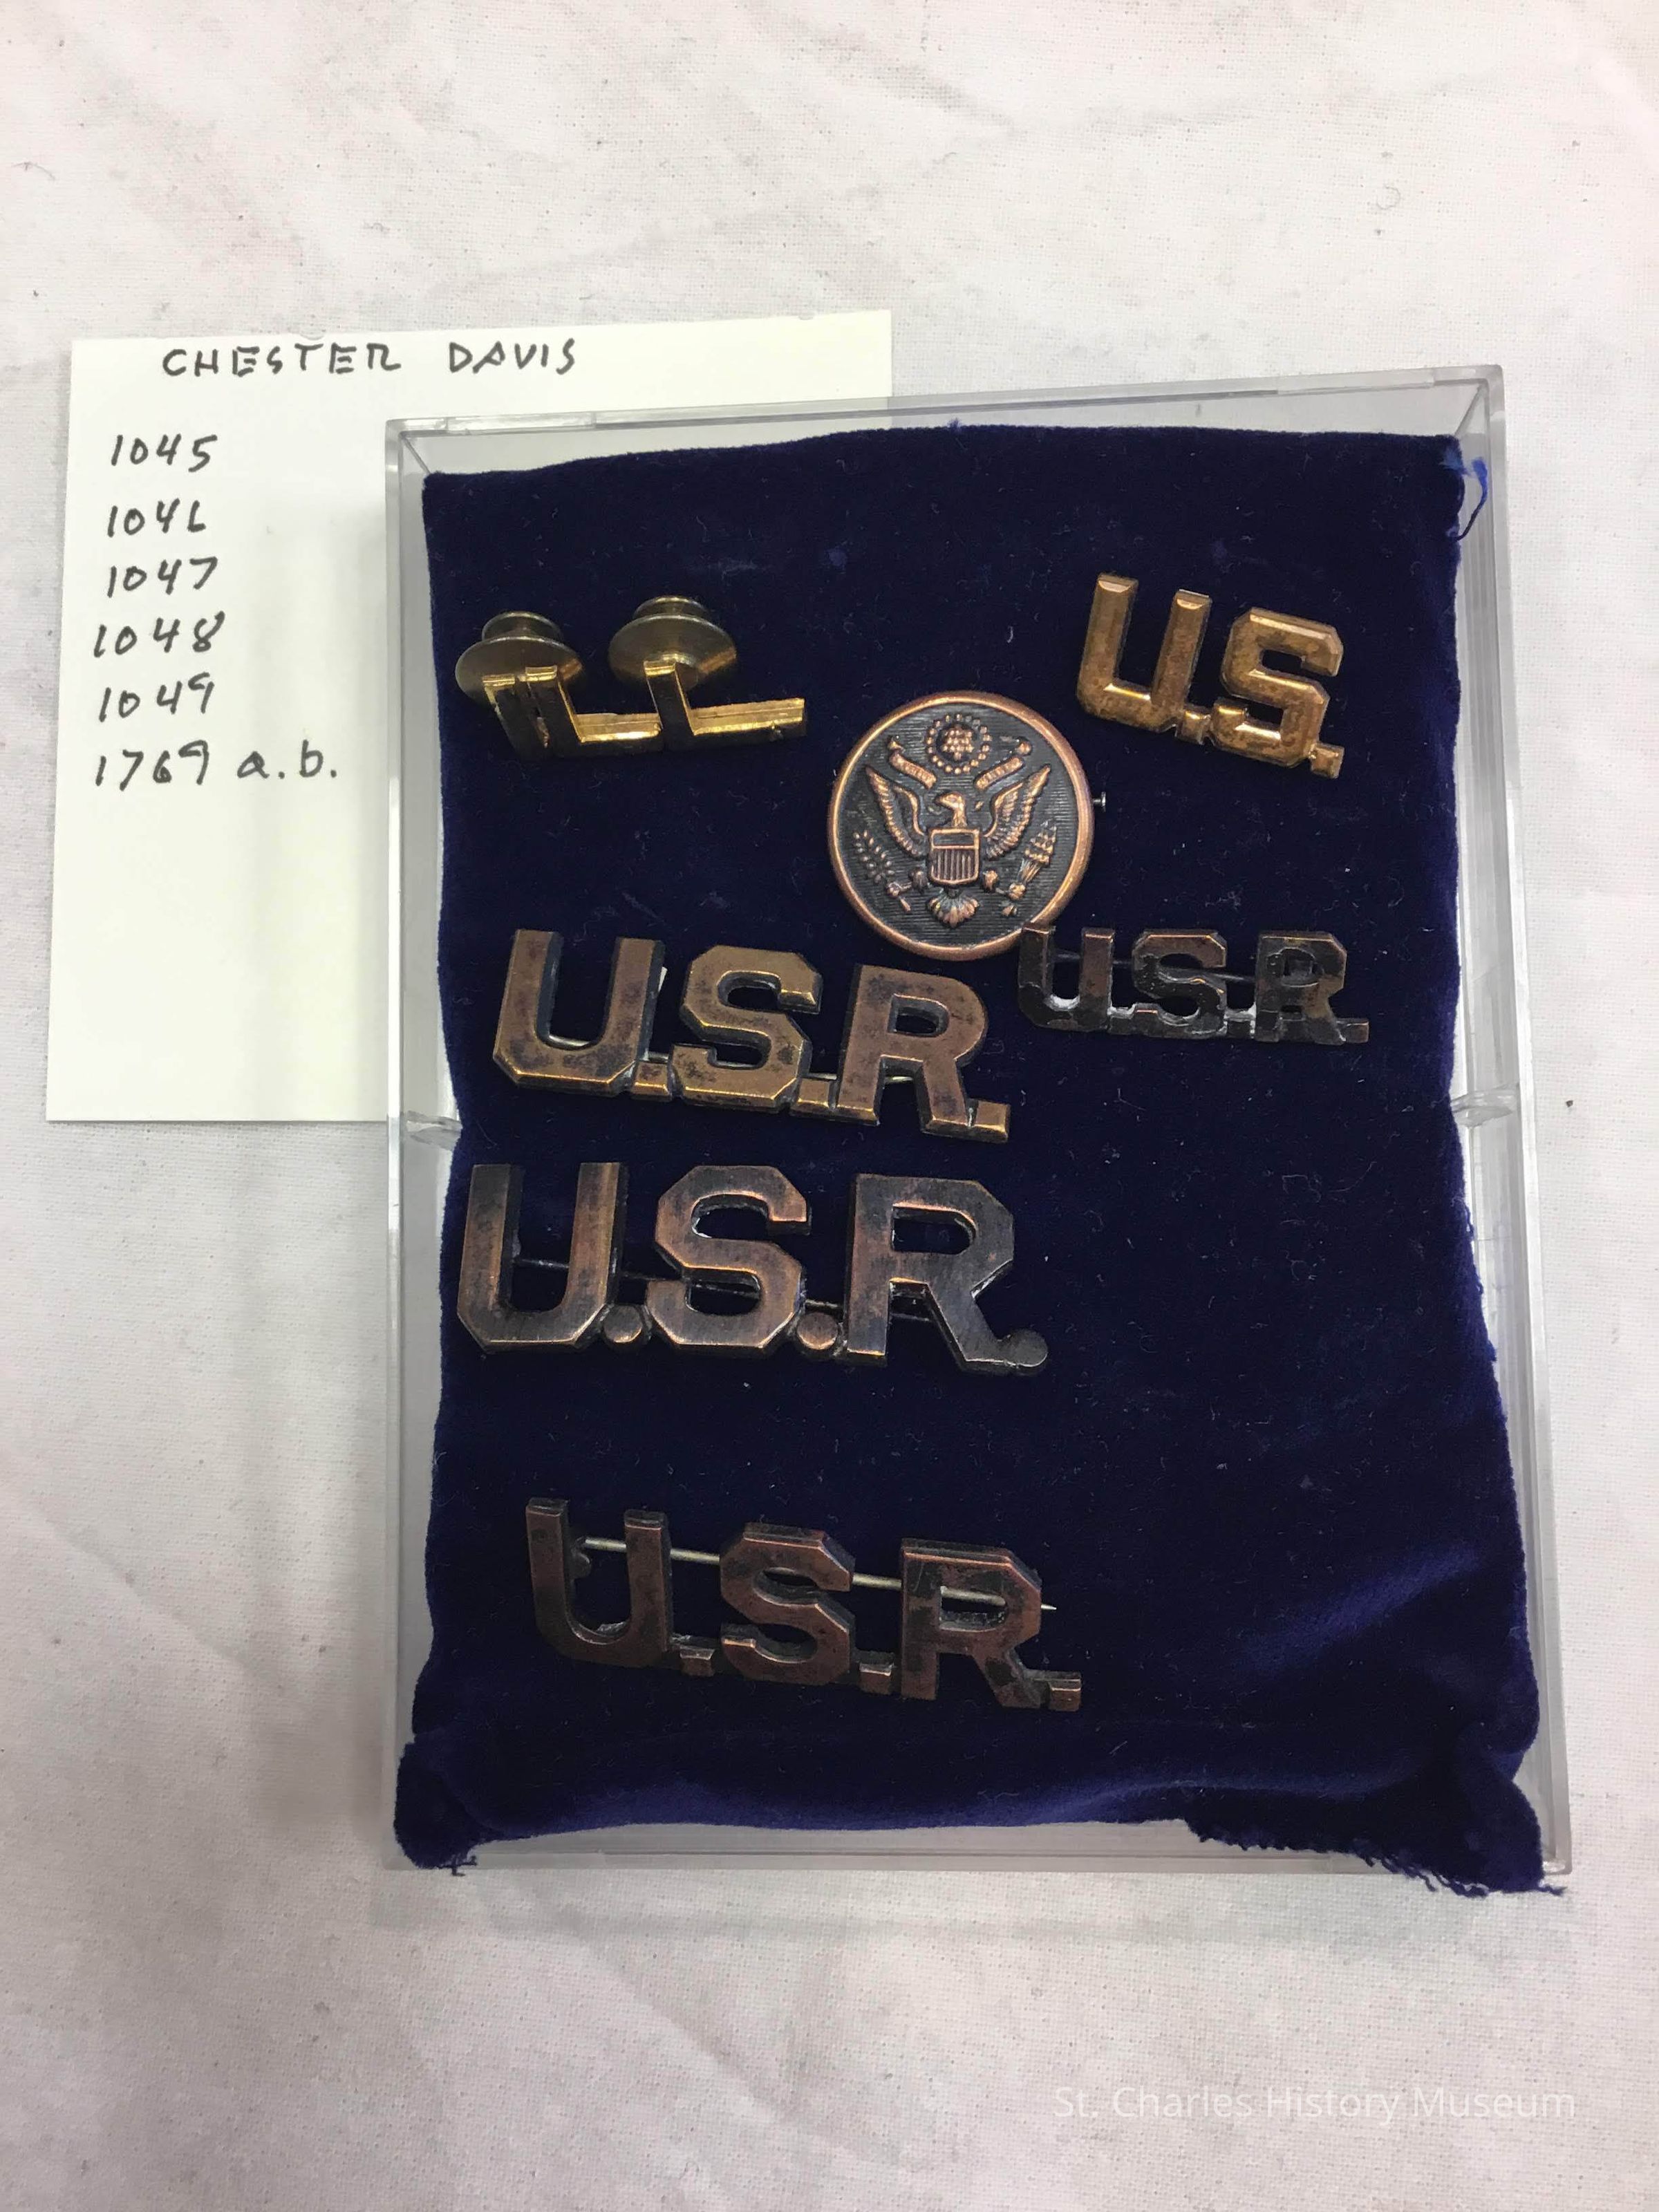 CHESTER DAVIS
1045
1046
1047
1048
1049
1769 a.b.
U.S.
U.S.R.
U.S.R.
U.S.R.
U.S.R.
St. Charles History Museum